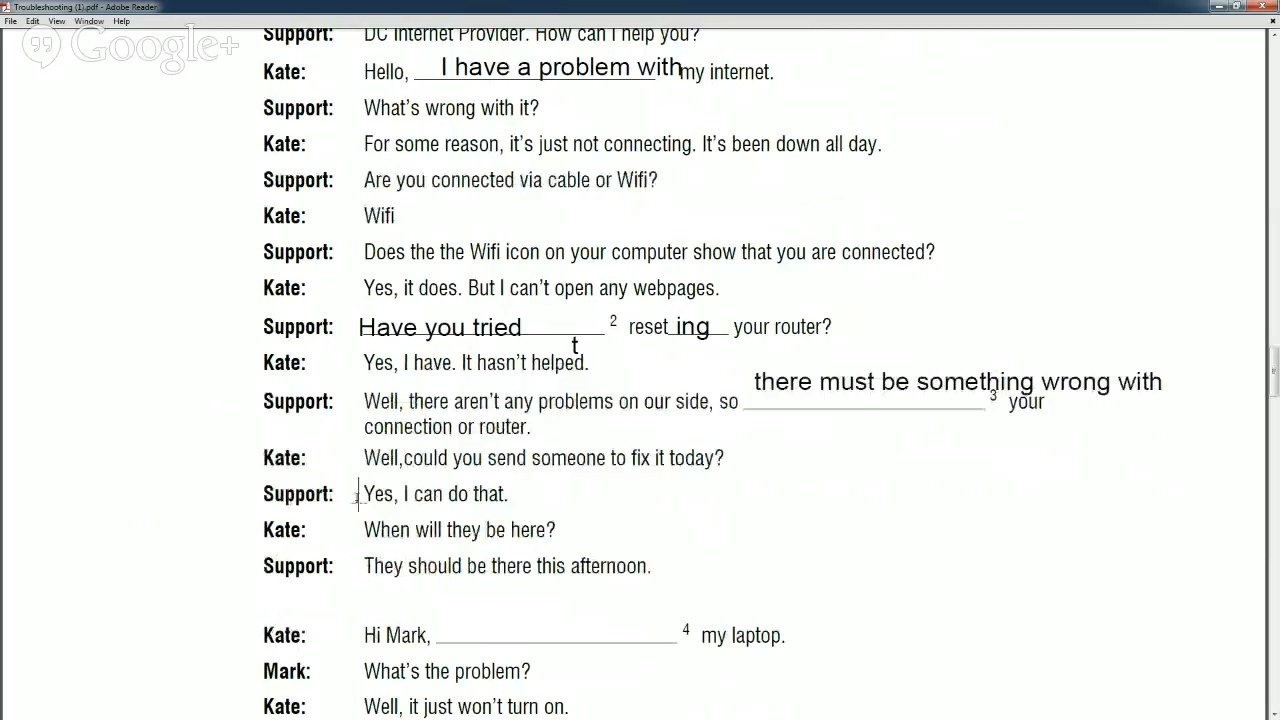 Troubleshooting (1).pdf - Adobe Reader
File Edit View Window Help
Google+
Support: DC Internet Provider. How can I help you?
Kate: Hello, I have a problem with my internet.
Support: What's wrong with it?
Kate: For some reason, it's just not connecting. It's been down all day.
Support: Are you connected via cable or Wifi?
Kate: Wifi
Support: Does the the Wifi icon on your computer show that you are connected?
Kate: Yes, it does. But I can't open any webpages.
Support: Have you tried 2 reset ing your router?
t
Kate: Yes, I have. It hasn't helped.
there must be something wrong with
Support: Well, there aren't any problems on our side, so 3 your
connection or router.
Kate: Well,could you send someone to fix it today?
Support: Yes, I can do that.
Kate: When will they be here?
Support: They should be there this afternoon.
Kate: Hi Mark, 4 my laptop.
Mark: What's the problem?
Kate: Well, it just won't turn on.